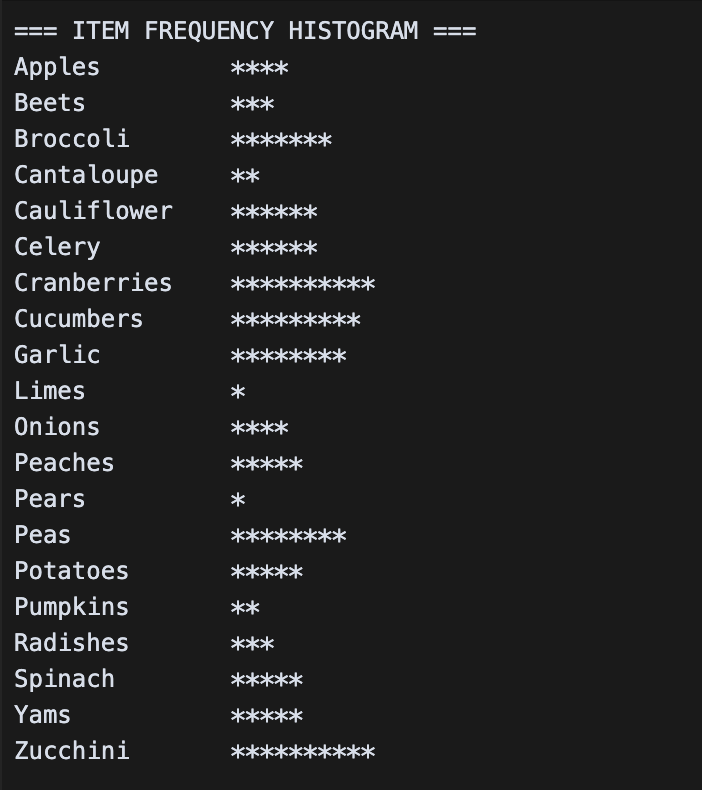 === ITEM FREQUENCY HISTOGRAM ===
Apples         ****
Beets          ***
Broccoli       *******
Cantaloupe     **
Cauliflower    ******
Celery         ******
Cranberries    **********
Cucumbers      *********
Garlic         ********
Limes          *
Onions         ****
Peaches        *****
Pears          *
Peas           ********
Potatoes       *****
Pumpkins       **
Radishes       ***
Spinach        *****
Yams           *****
Zucchini       **********